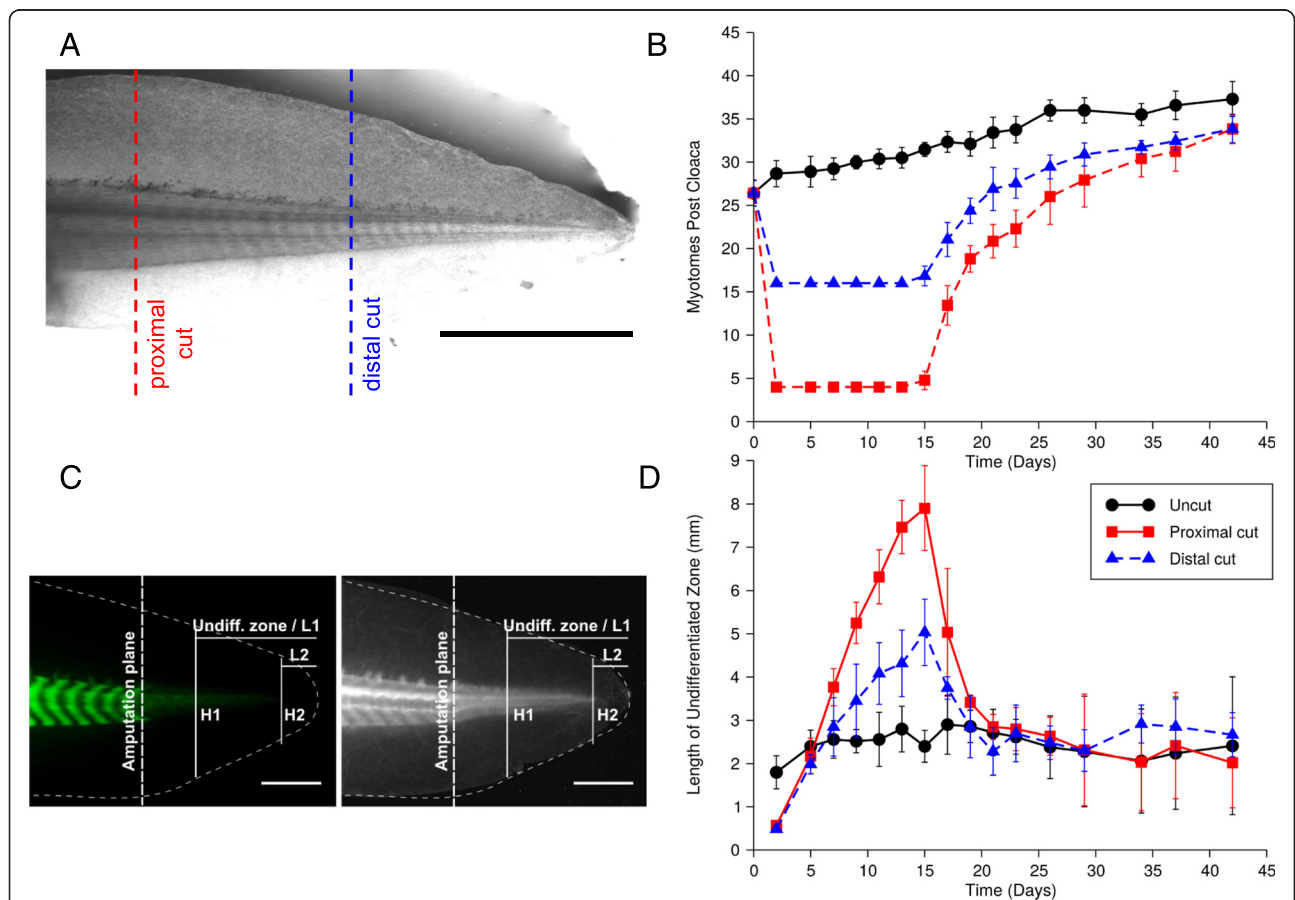 A
proximal
cut
distal cut
B
45
40
35
30
25
20
15
10
5
0
Myotomes Post Cloaca
0 5 10 15 20 25 30 35 40 45
Time (Days)
C
Amputation plane
Undiff. zone / L1
L2
H1
H2
Amputation plane
Undiff. zone / L1
L2
H1
H2
D
9
8
7
6
5
4
3
2
1
0
Length of Undifferentiated Zone (mm)
Uncut
Proximal cut
Distal cut
0 5 10 15 20 25 30 35 40 45
Time (Days)